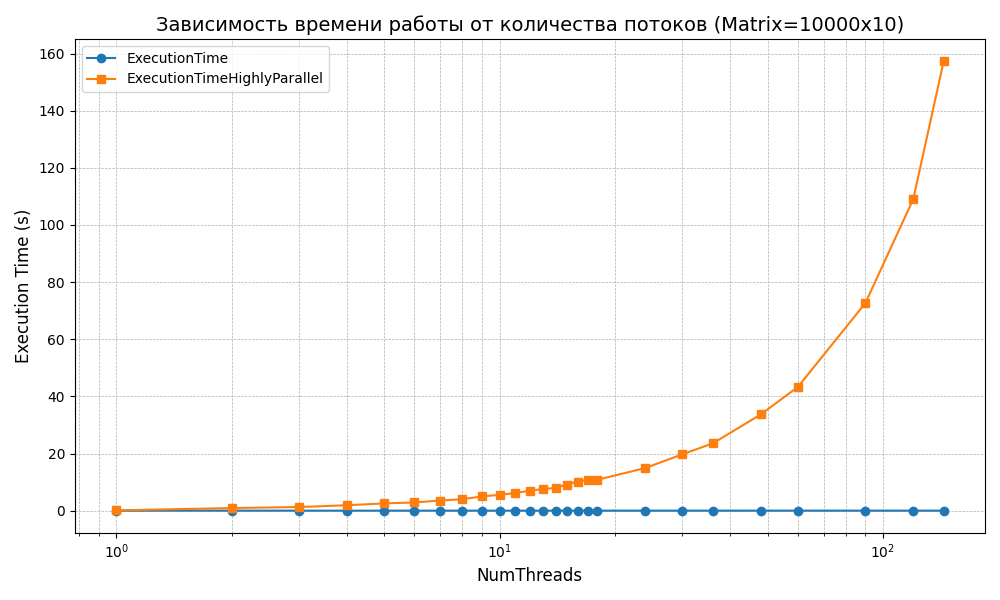 Зависимость времени работы от количества потоков (Matrix=10000x10)
ExecutionTime
ExecutionTimeHighlyParallel
Execution Time (s)
160
140
120
100
80
60
40
20
0
10⁰
10¹
10²
NumThreads